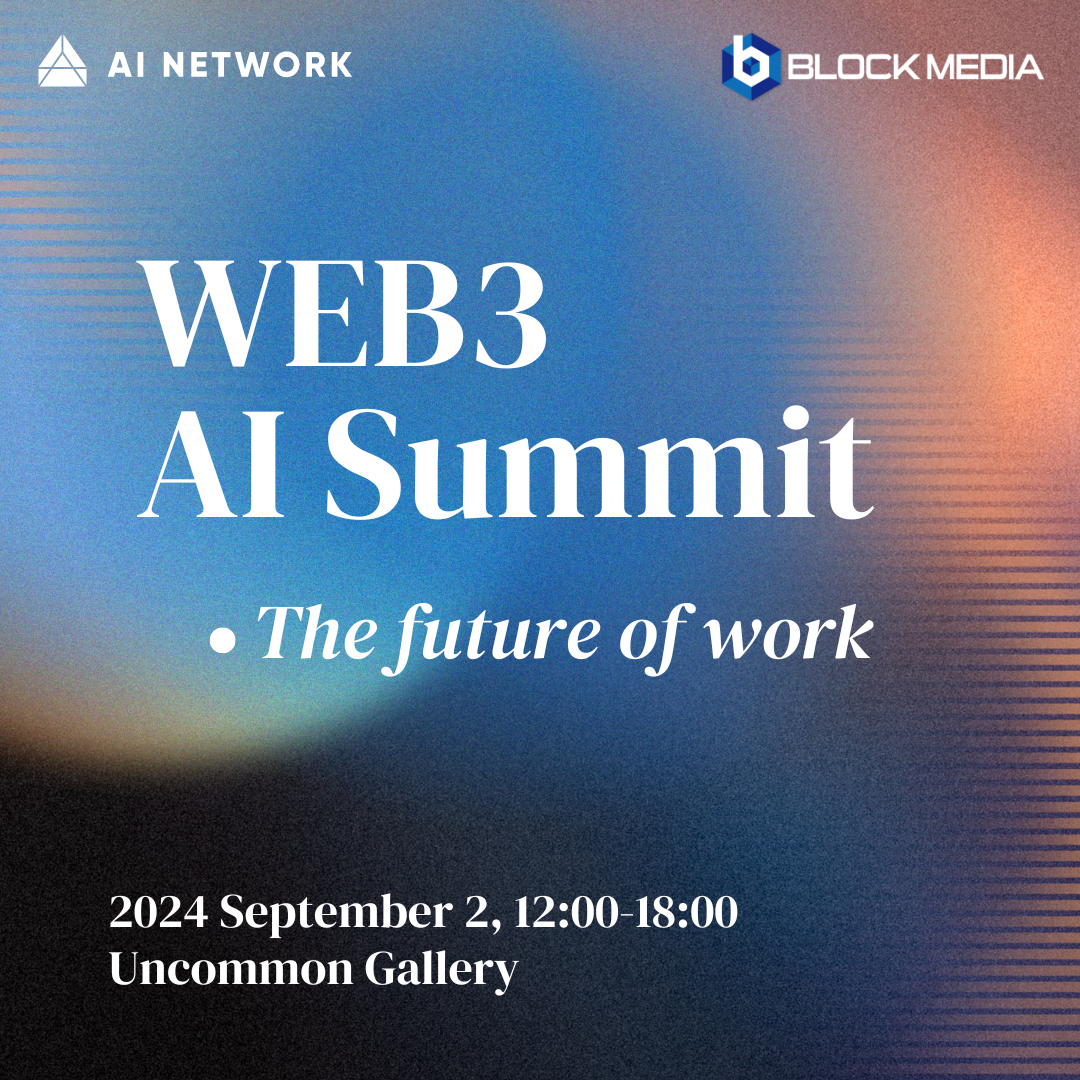 AI NETWORK
BLOCK MEDIA
WEB3
AI Summit
• The future of work
2024 September 2, 12:00-18:00
Uncommon Gallery